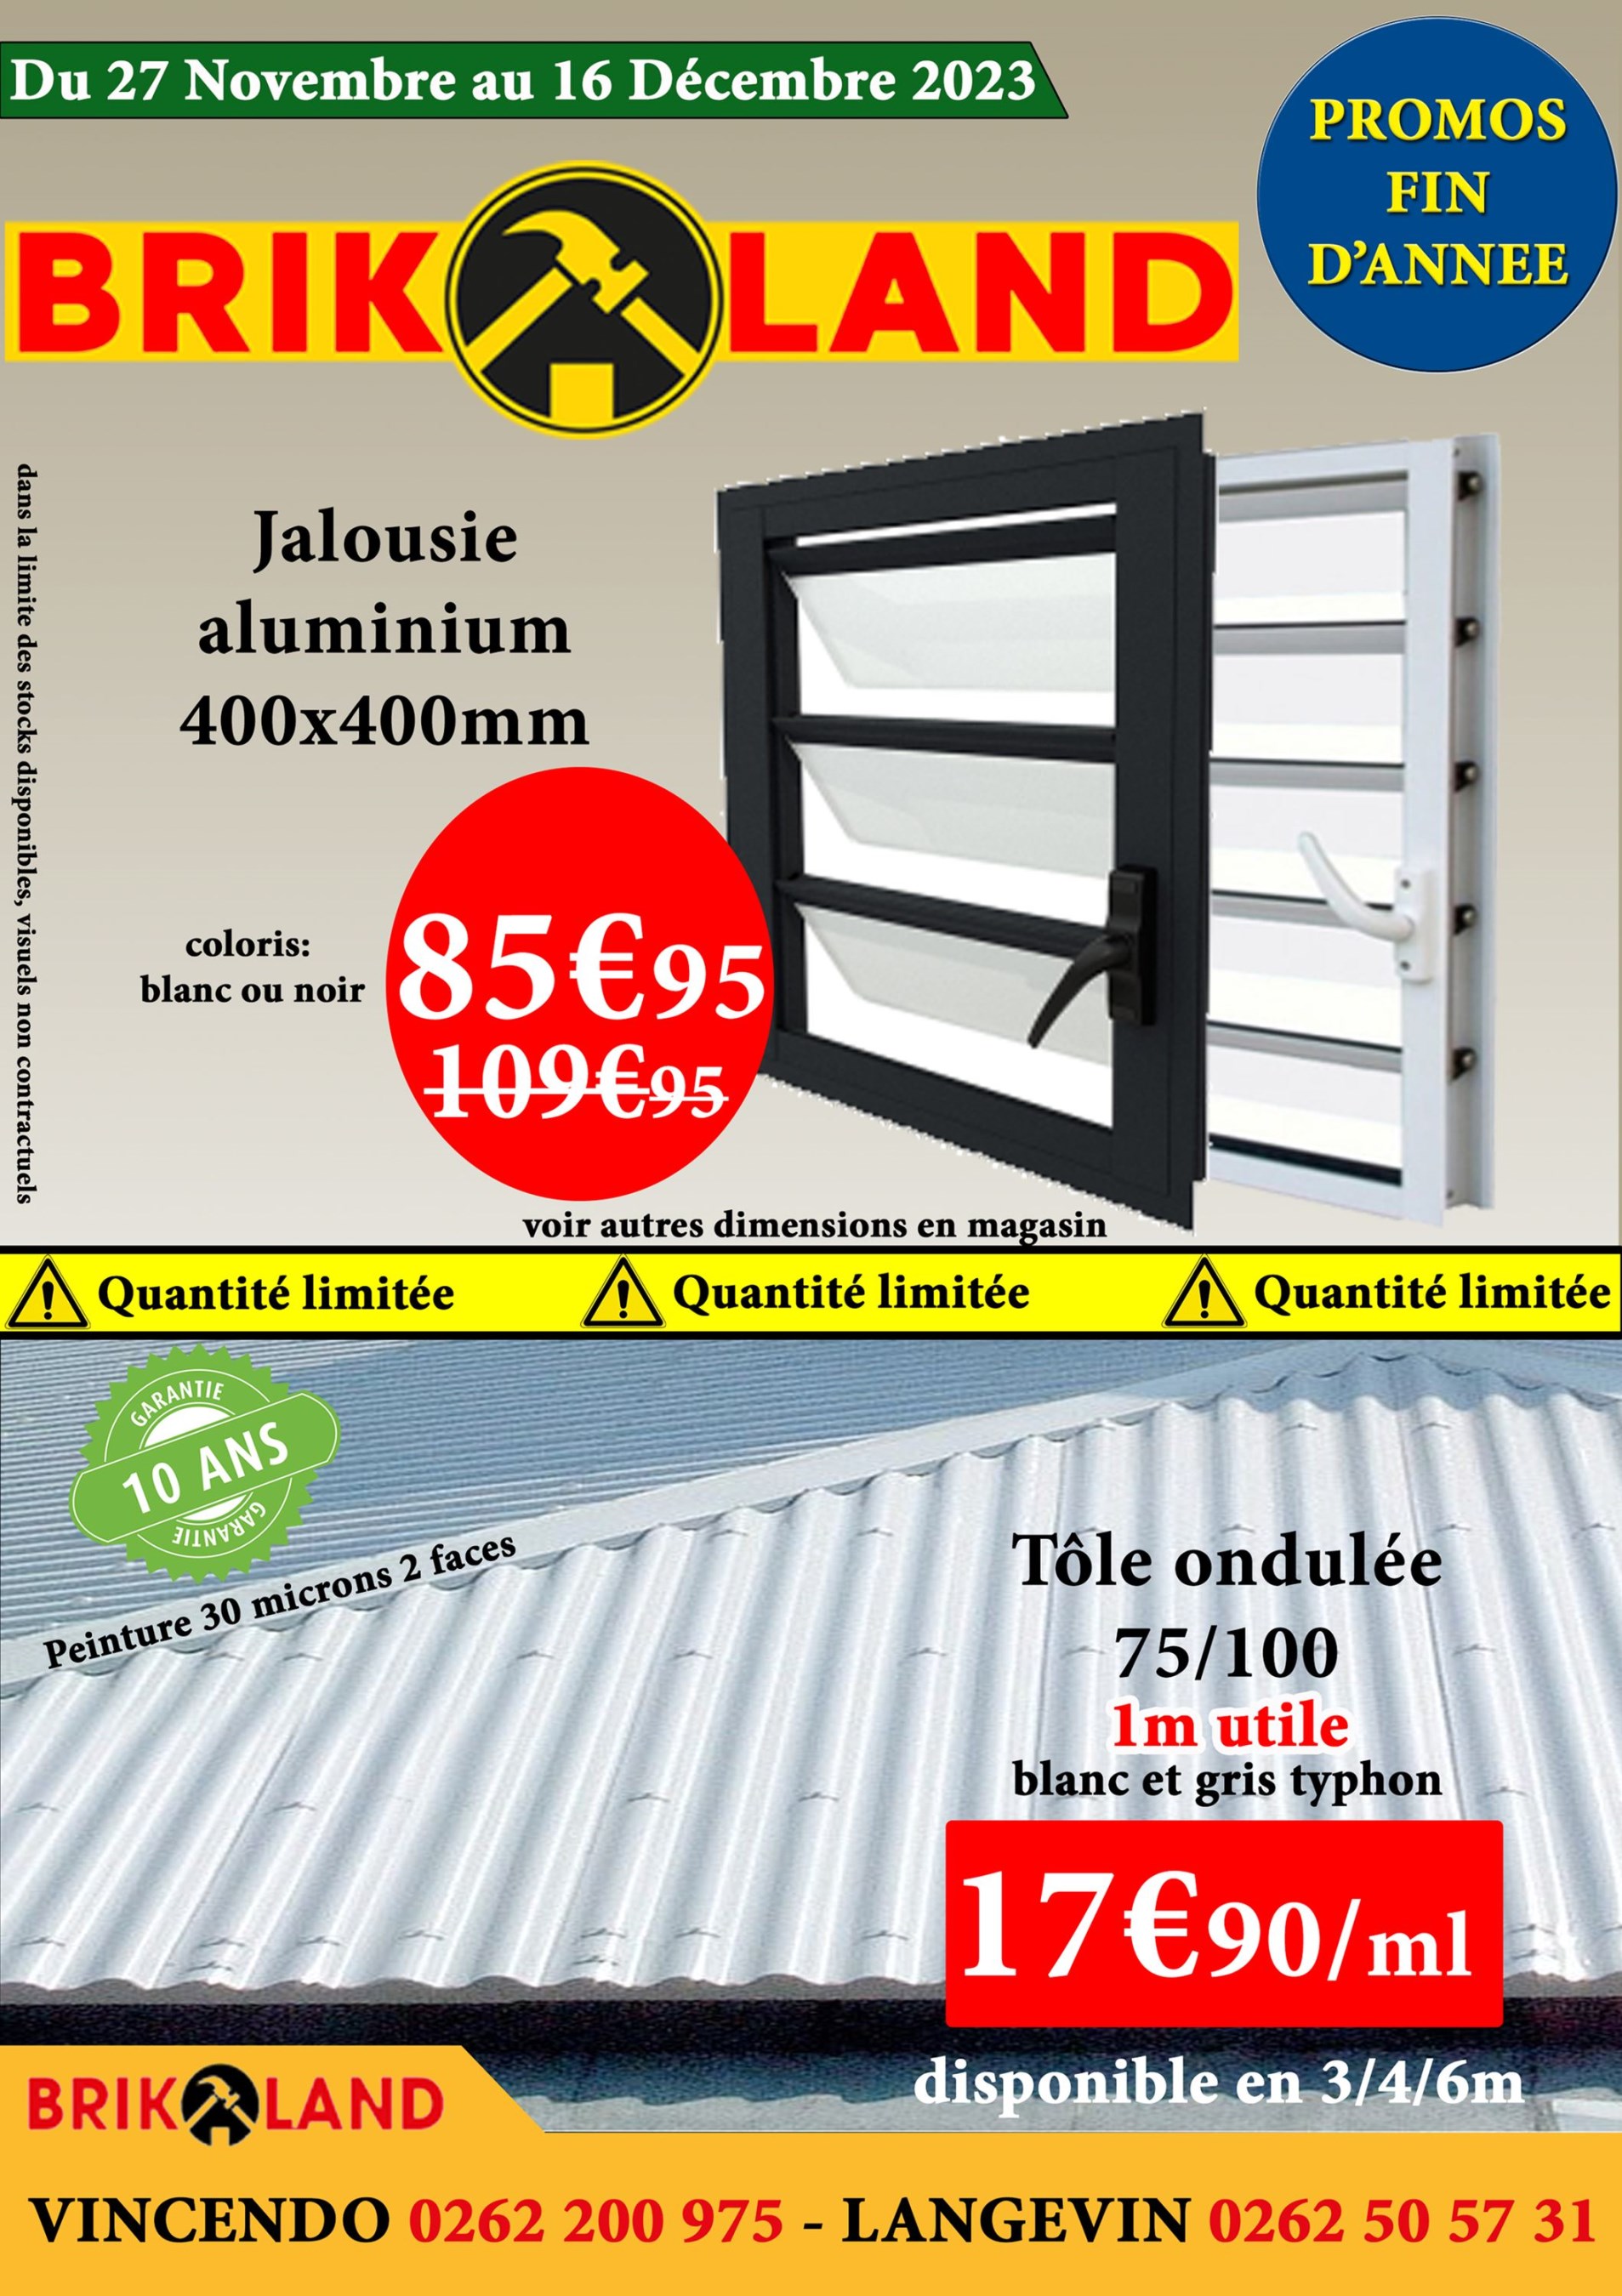 Du 27 Novembre au 16 Décembre 2023
PROMOS
FIN
D'ANNEE
BRIK LAND
dans la limite des stocks disponibles, visuels non contractuels
Jalousie
aluminium
400x400mm
coloris:
blanc ou noir
85€95
109€95
voir autres dimensions en magasin
Quantité limitée
Quantité limitée
Quantité limitée
GARANTIE
10 ANS
GARANTIE
Peinture 30 microns 2 faces
Tôle ondulée
75/100
1m utile
blanc et gris typhon
17€90/ml
disponible en 3/4/6m
BRIK LAND
VINCENDO 0262 200 975 - LANGEVIN 0262 50 57 31